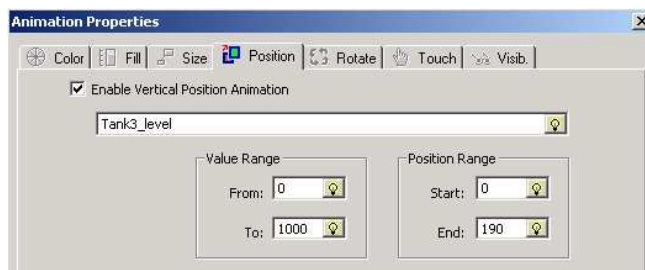 Animation Properties
Color Fill Size Position Rotate Touch Visib.
Enable Vertical Position Animation
Tank3_level
Value Range Position Range
From: 0 Start: 0
To: 1000 End: 190